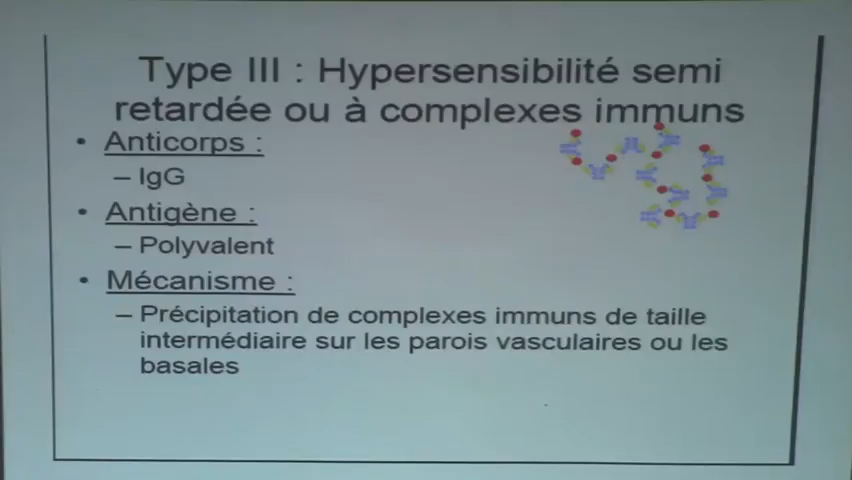 Type III : Hypersensibilité semi
retardée ou à complexes immuns
• Anticorps :
– IgG
• Antigène :
– Polyvalent
• Mécanisme :
– Précipitation de complexes immuns de taille
intermédiaire sur les parois vasculaires ou les
basales